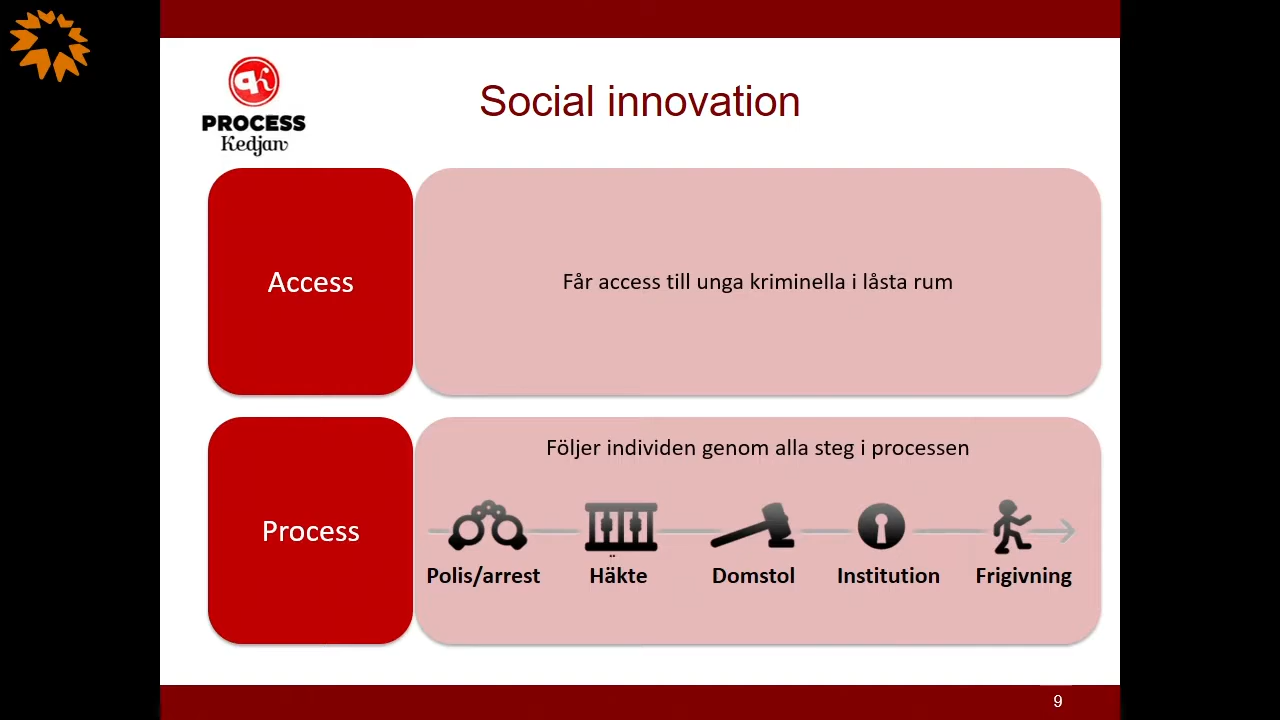 PK
PROCESS
Kedjan
Social innovation
Access
Får access till unga kriminella i låsta rum
Process
Följer individen genom alla steg i processen
Polis/arrest
Häkte
Domstol
Institution
Frigivning
9